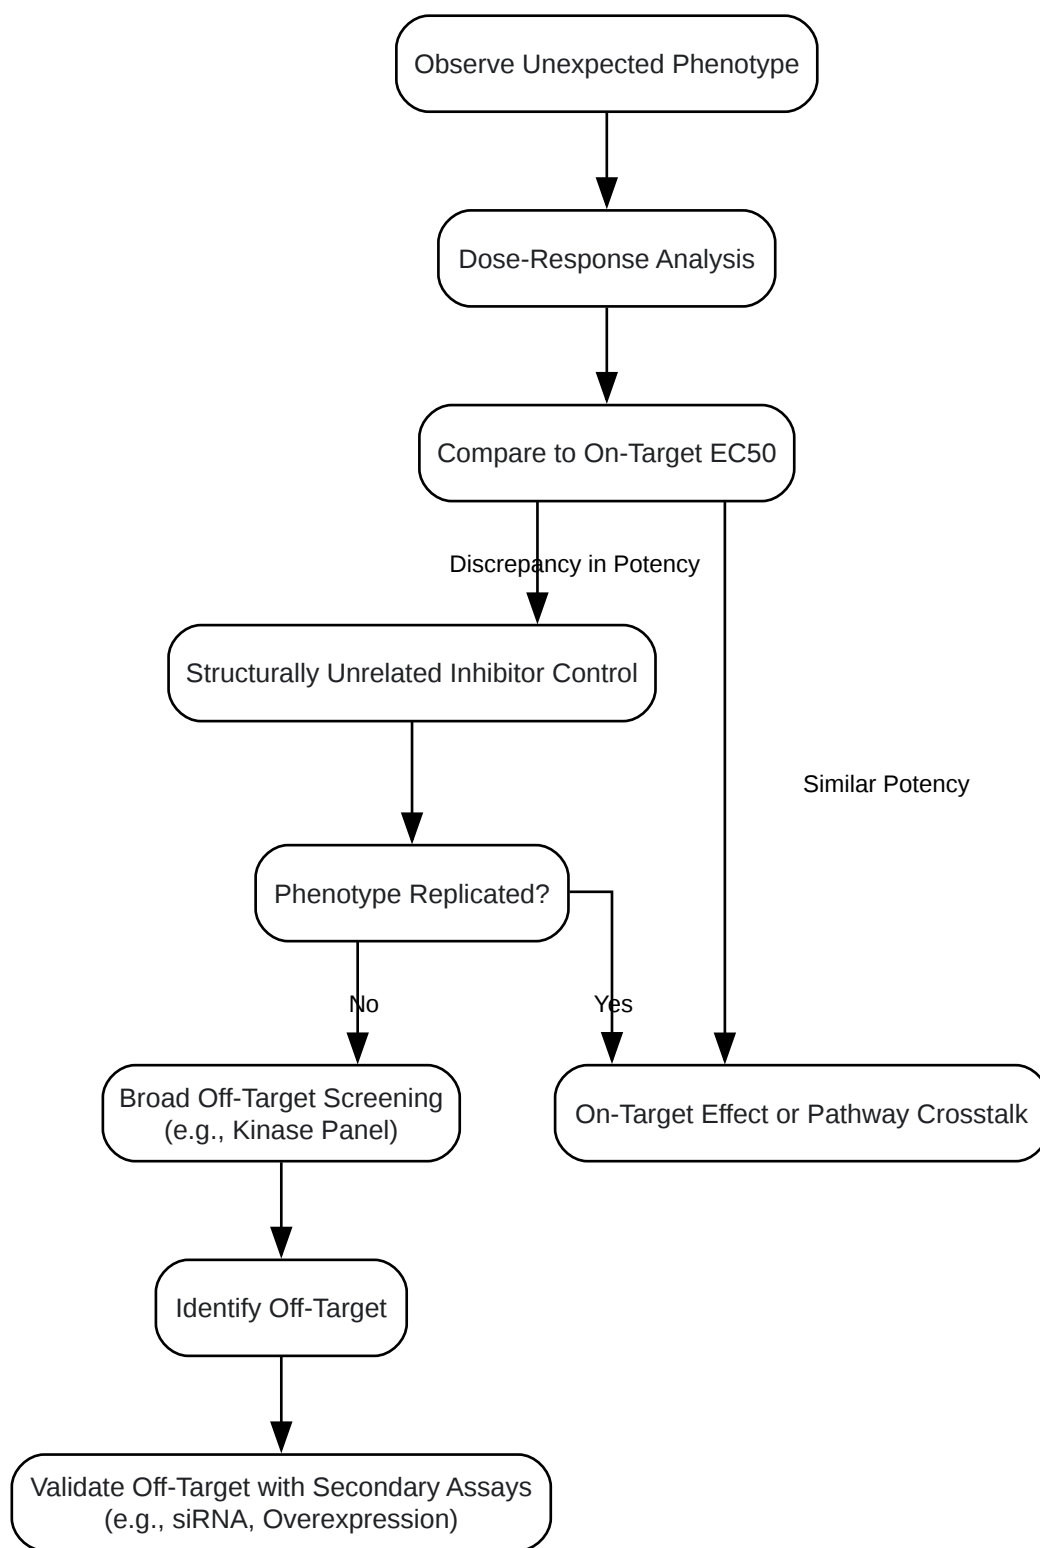 Observe Unexpected Phenotype
Dose-Response Analysis
Compare to On-Target EC50
Discrepancy in Potency
Structurally Unrelated Inhibitor Control
Similar Potency
Phenotype Replicated?
No
Yes
Broad Off-Target Screening
(e.g., Kinase Panel)
On-Target Effect or Pathway Crosstalk
Identify Off-Target
Validate Off-Target with Secondary Assays
(e.g., siRNA, Overexpression)